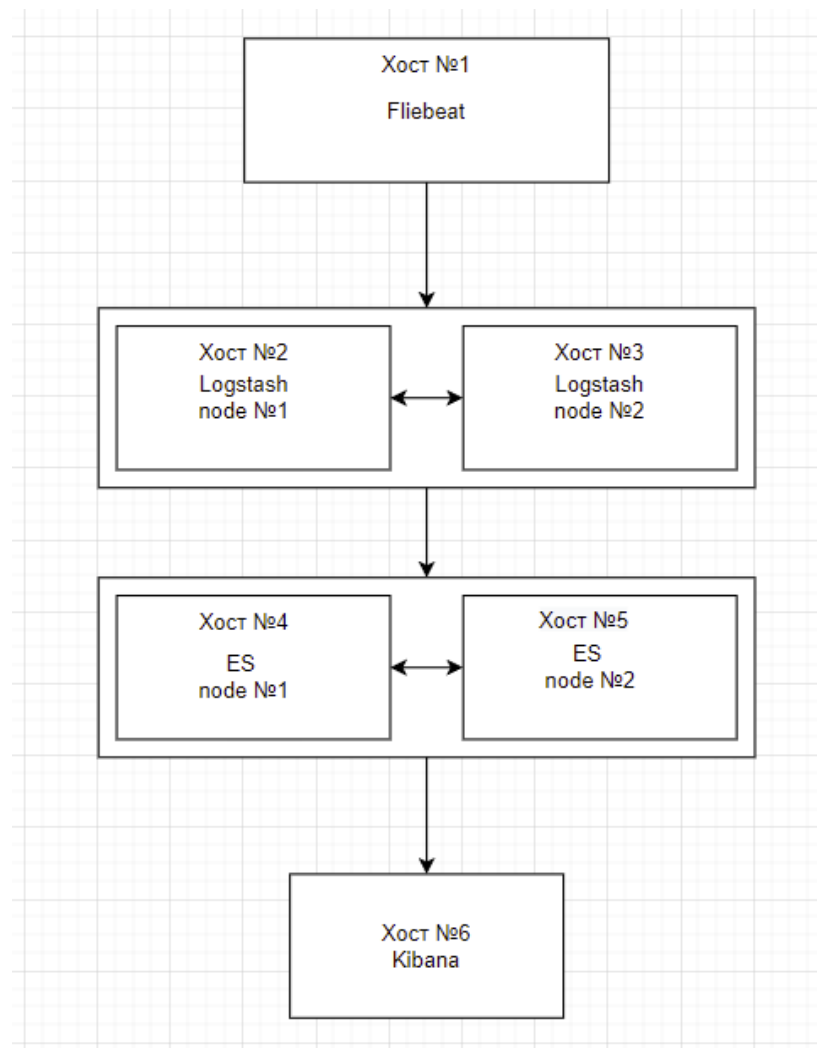 Хост №1
Fliebeat
Хост №2
Logstash
node №1
Хост №3
Logstash
node №2
Хост №4
ES
node №1
Хост №5
ES
node №2
Хост №6
Kibana